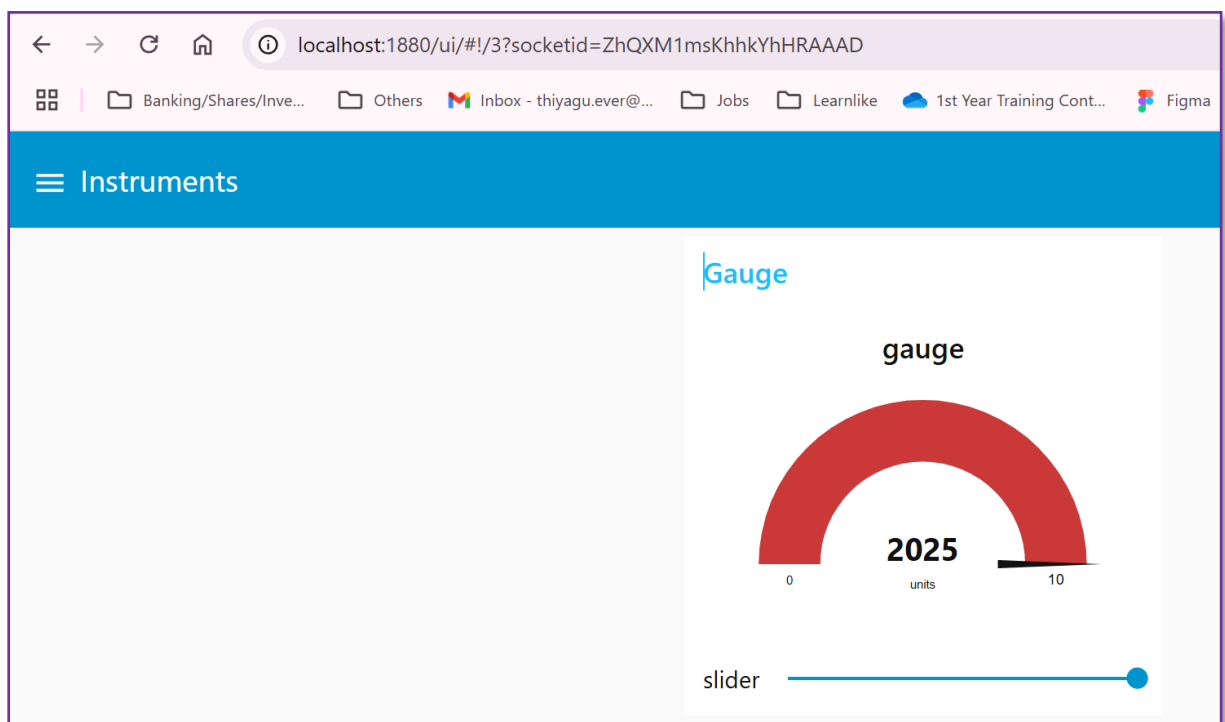 localhost:1880/ui/#!/3?socketid=ZhQXM1msKhhkYhHRAAAD
Banking/Shares/Inve... Others Inbox - thiyagu.ever@... Jobs Learnlike 1st Year Training Cont... Figma
Instruments
Gauge
gauge
2025
0 units 10
slider